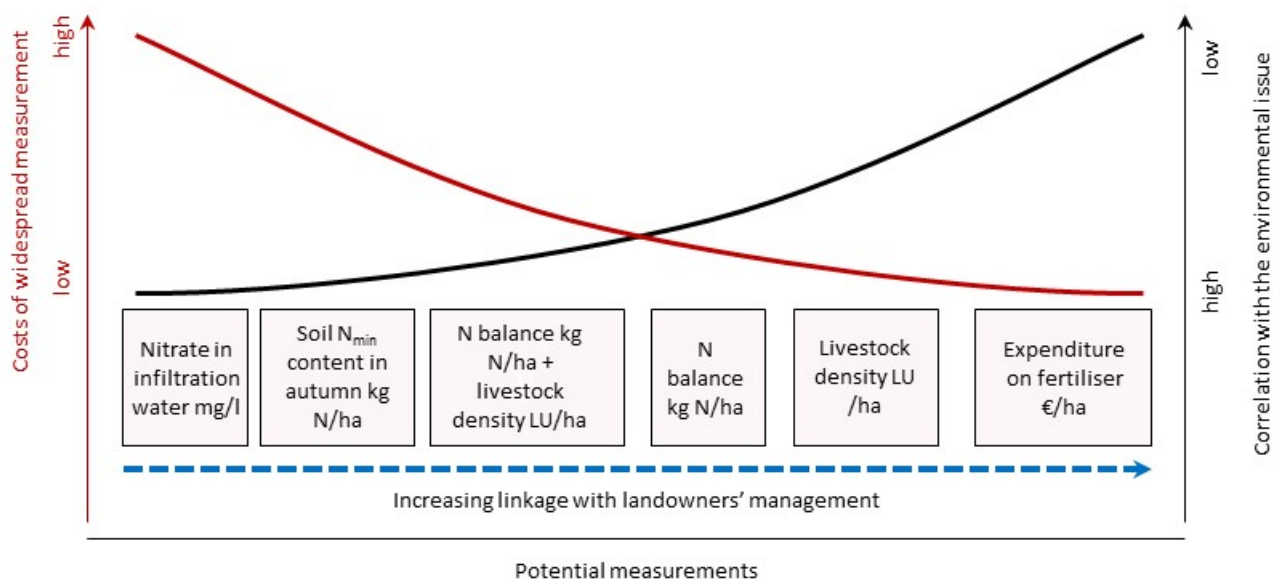 Costs of widespread measurement
high
low
low
high
Correlation with the environmental issue
Nitrate in
infiltration
water mg/l
Soil Nmin
content in
autumn kg
N/ha
N balance kg
N/ha +
livestock
density LU/ha
N
balance
kg N/ha
Livestock
density LU
/ha
Expenditure
on fertiliser
€/ha
Increasing linkage with landowners’ management
Potential measurements